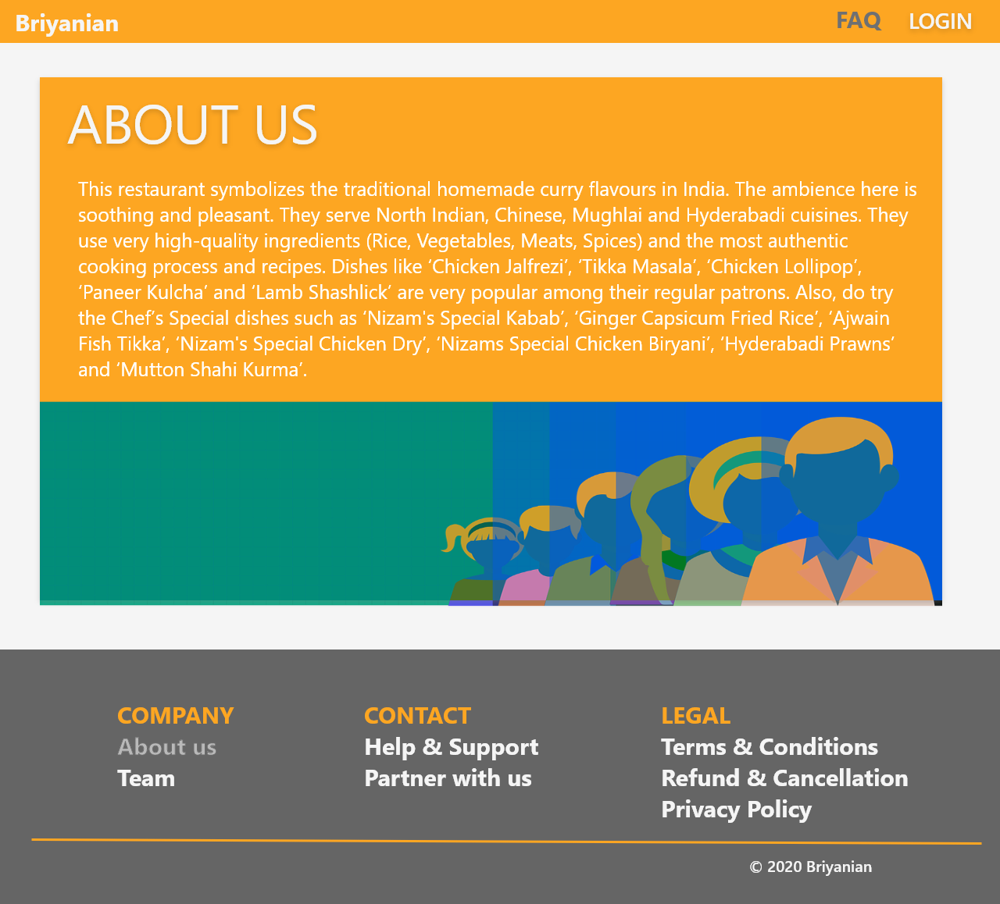 Briyanian
FAQ LOGIN
ABOUT US
This restaurant symbolizes the traditional homemade curry flavours in India. The ambience here is
soothing and pleasant. They serve North Indian, Chinese, Mughlai and Hyderabadi cuisines. They
use very high-quality ingredients (Rice, Vegetables, Meats, Spices) and the most authentic
cooking process and recipes. Dishes like ‘Chicken Jalfrezi’, ‘Tikka Masala’, ‘Chicken Lollipop’,
‘Paneer Kulcha’ and ‘Lamb Shashlick’ are very popular among their regular patrons. Also, do try
the Chef’s Special dishes such as ‘Nizam's Special Kabab’, ‘Ginger Capsicum Fried Rice’, ‘Ajwain
Fish Tikka’, ‘Nizam's Special Chicken Dry’, ‘Nizams Special Chicken Biryani’, ‘Hyderabadi Prawns’
and ‘Mutton Shahi Kurma’.
COMPANY
About us
Team
CONTACT
Help & Support
Partner with us
LEGAL
Terms & Conditions
Refund & Cancellation
Privacy Policy
© 2020 Briyanian